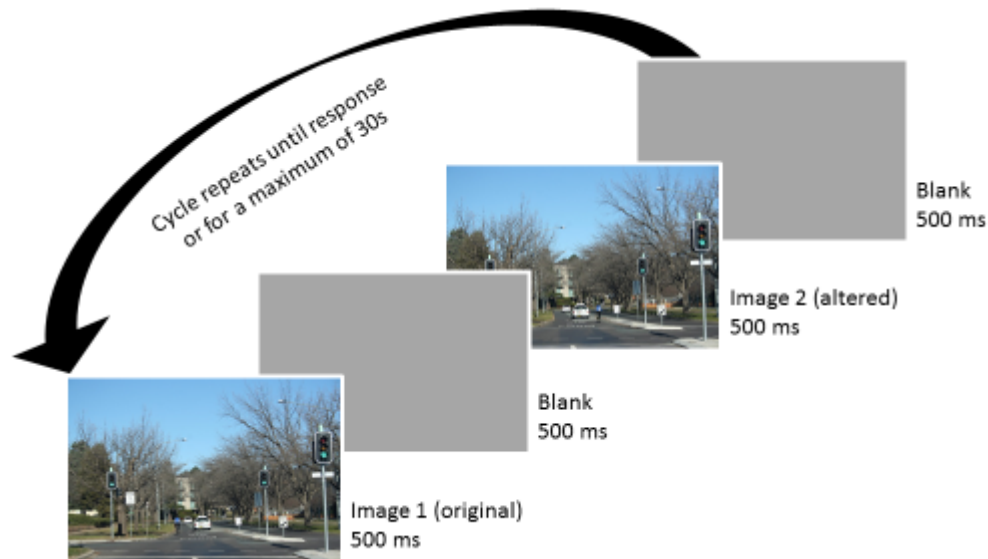 Cycle repeats until response
or for a maximum of 30s
Blank
500 ms
Image 2 (altered)
500 ms
Blank
500 ms
Image 1 (original)
500 ms